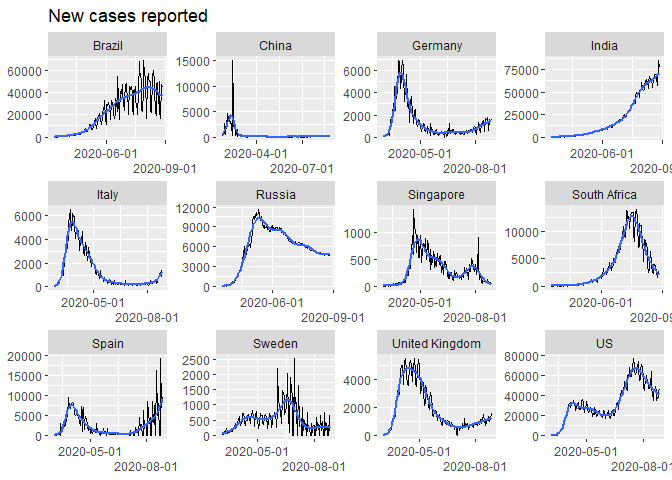 New cases reported
Brazil China Germany India
60000 40000 20000 0
15000 10000 5000 0
6000 4000 2000 0
75000 50000 25000 0
2020-06-01 2020-04-01 2020-05-01 2020-06-01
2020-09-01 2020-07-01 2020-08-01 2020-09
Italy Russia Singapore South Africa
6000 4000 2000 0
12000 9000 6000 3000 0
1000 500 0
10000 5000 0
2020-05-01 2020-06-01 2020-05-01 2020-06-01
2020-08-01 2020-09-01 2020-08-01 2020-09
Spain Sweden United Kingdom US
20000 15000 10000 5000 0
2500 2000 1500 1000 500 0
4000 2000 0
80000 60000 40000 20000 0
2020-05-01 2020-05-01 2020-05-01 2020-05-01
2020-08-01 2020-08-01 2020-08-01 2020-08-0